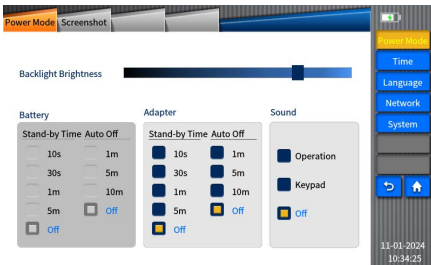 Power Mode Screenshot
Power Mode
Time
Language
Network
System
Backlight Brightness
Battery
Stand-by Time Auto Off
10s 1m
30s 5m
1m 10m
5m Off
Off
Adapter
Stand-by Time Auto Off
10s 1m
30s 5m
1m 10m
5m Off
Off
Sound
Operation
Keypad
Off
11-01-2024
10:34:25